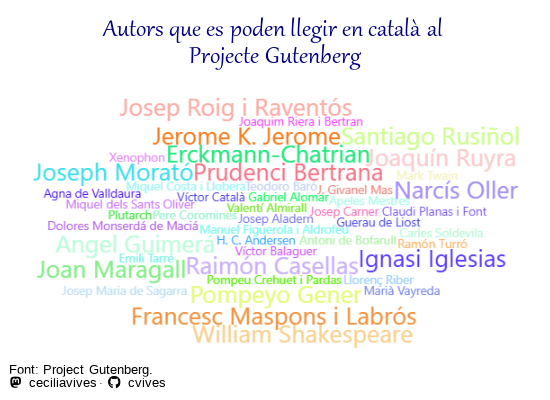 Autors que es poden llegir en català al
Projecte Gutenberg
Josep Roig i Raventós
Joaquim Riera i Bertran
Jerome K. Jerome Santiago Rusiñol
Xenophon Erckmann-Chatrian Joaquín Ruyra
Joseph Morató Prudenci Bertrana Mark Twain
Miquel Costa i Llobera Teodoro Baró J. Givanel Mas Narcís Oller
Agna de Valldaura Víctor Català Gabriel Alomar Apeles Mestres
Miquel dels Sants Oliver Valentí Almirall Josep Carner Claudi Planas i Font
Plutarch Pere Coromines Josep Aladern Guerau de Liost
Dolores Monserdá de Maciá Manuel Figuerola i Aldrofeu Carles Soldevila
Angel Guimerá H. C. Andersen Antoni de Bofarull Ramón Turró
Emili Tarré Víctor Balaguer Ignasi Iglesias
Joan Maragall Raimón Casellas
Pompeu Crehuet i Pardas Llorenç Riber
Josep Maria de Sagarra Pompeyo Gener Marià Vayreda
Francesc Maspons i Labrós
William Shakespeare
Font: Project Gutenberg.
ceciliavives · cvives